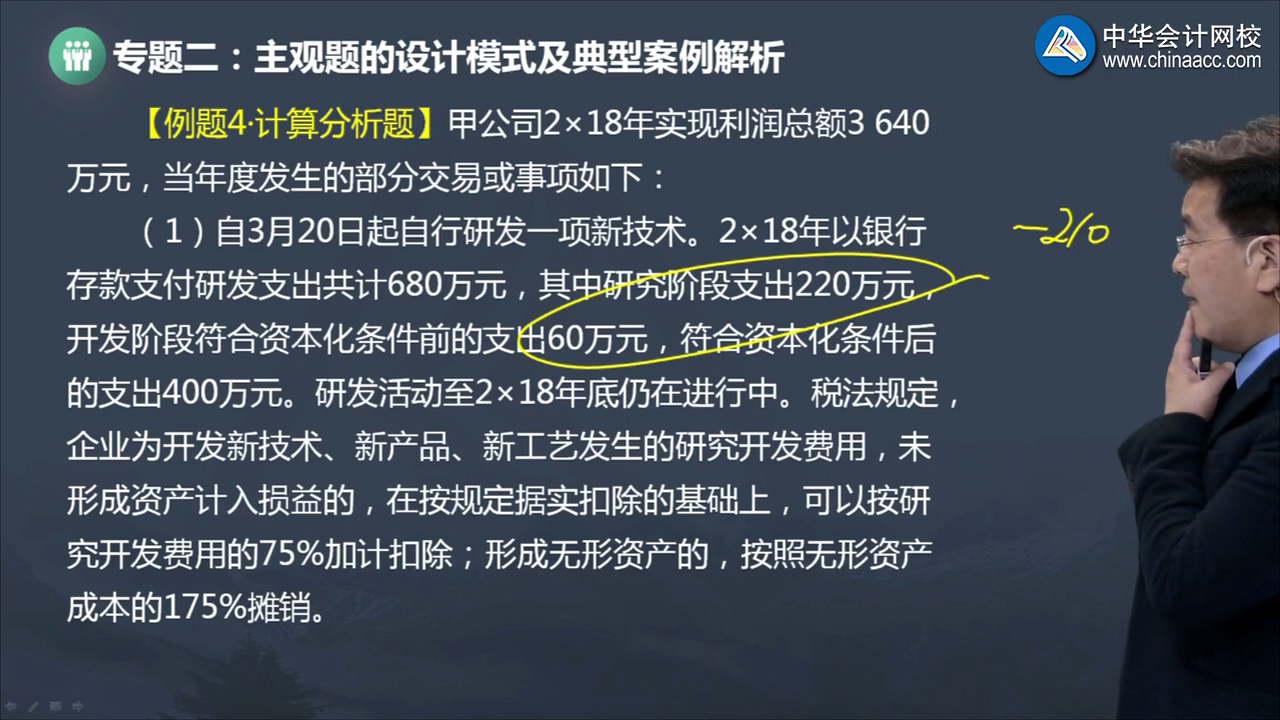 专题二：主观题的设计模式及典型案例解析
中华会计网校
www.chinaacc.com
【例题4·计算分析题】甲公司2×18年实现利润总额3 640
万元，当年度发生的部分交易或事项如下：
（1）自3月20日起自行研发一项新技术。2×18年以银行
-210
存款支付研发支出共计680万元，其中研究阶段支出220万元，
开发阶段符合资本化条件前的支出60万元，符合资本化条件后
的支出400万元。研发活动至2×18年底仍在进行中。税法规定，
企业为开发新技术、新产品、新工艺发生的研究开发费用，未
形成资产计入损益的，在按规定据实扣除的基础上，可以按研
究开发费用的75%加计扣除；形成无形资产的，按照无形资产
成本的175%摊销。